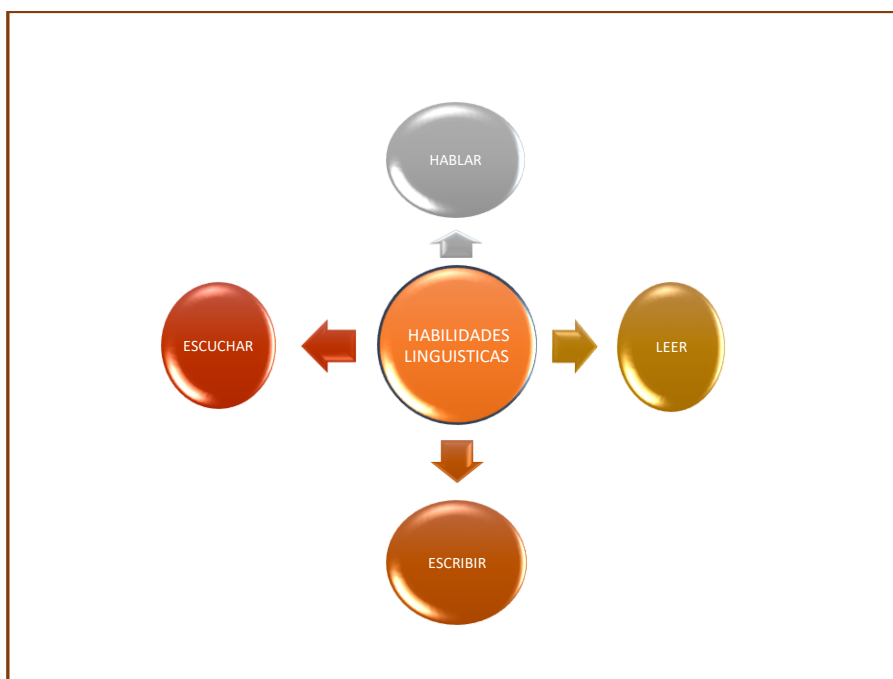 HABLAR
ESCUCHAR
HABILIDADES
LINGUISTICAS
LEER
ESCRIBIR